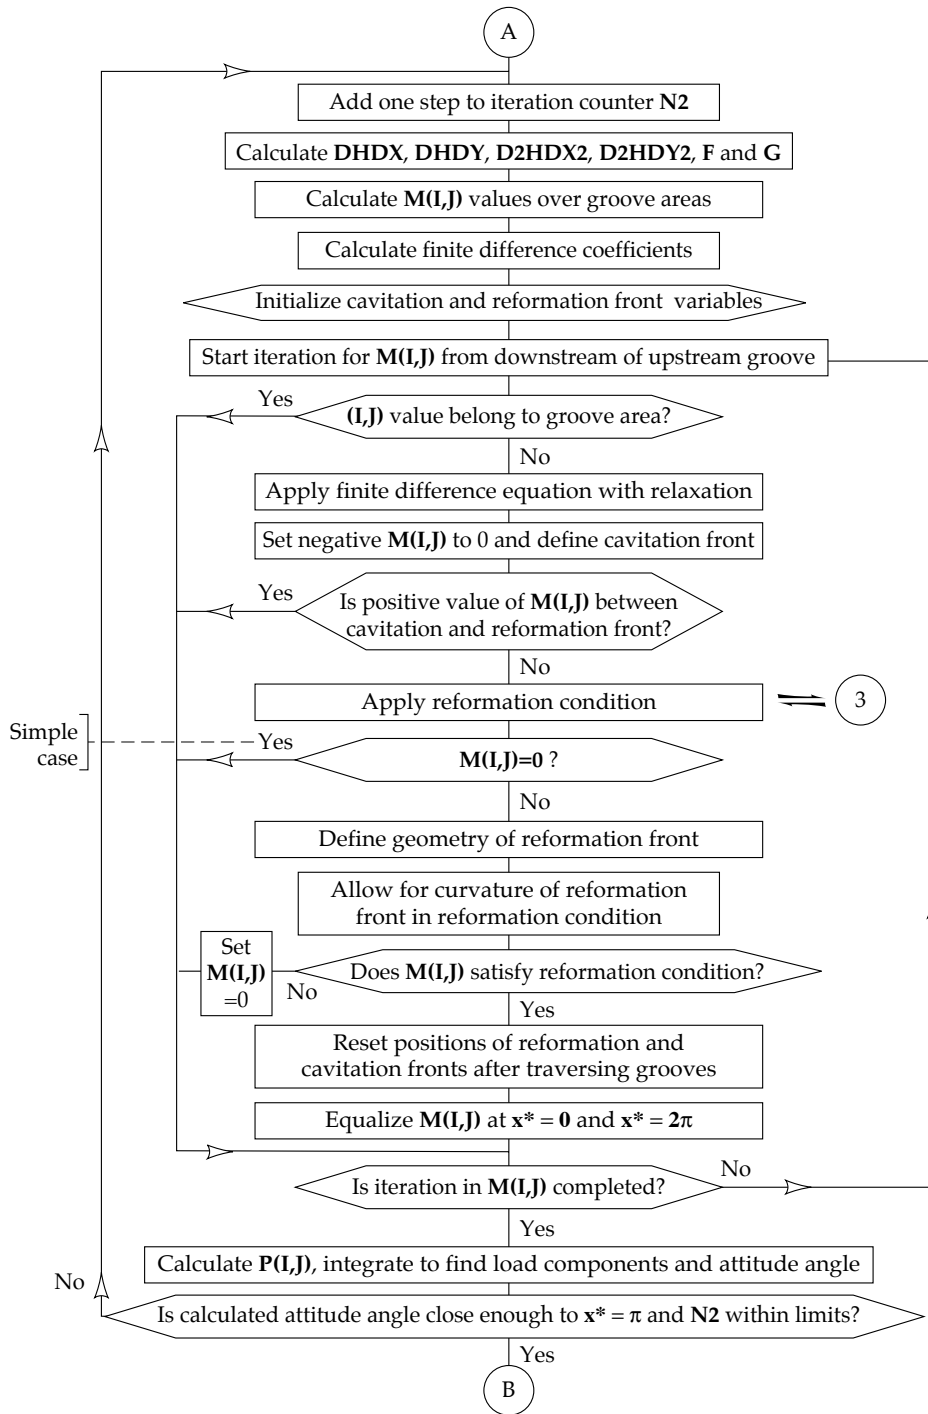 A
Add one step to iteration counter N2
Calculate DHDX, DHDY, D2HDX2, D2HDY2, F and G
Calculate M(I,J) values over groove areas
Calculate finite difference coefficients
Initialize cavitation and reformation front variables
Start iteration for M(I,J) from downstream of upstream groove
Yes
(I,J) value belong to groove area?
No
Apply finite difference equation with relaxation
Set negative M(I,J) to 0 and define cavitation front
Yes
Is positive value of M(I,J) between
cavitation and reformation front?
No
Apply reformation condition
3
Simple
case
Yes
M(I,J)=0 ?
No
Define geometry of reformation front
Allow for curvature of reformation
front in reformation condition
Set
M(I,J)
=0
No
Does M(I,J) satisfy reformation condition?
Yes
Reset positions of reformation and
cavitation fronts after traversing grooves
Equalize M(I,J) at x* = 0 and x* = 2π
Is iteration in M(I,J) completed?
No
Yes
Calculate P(I,J), integrate to find load components and attitude angle
No
Is calculated attitude angle close enough to x* = π and N2 within limits?
Yes
B